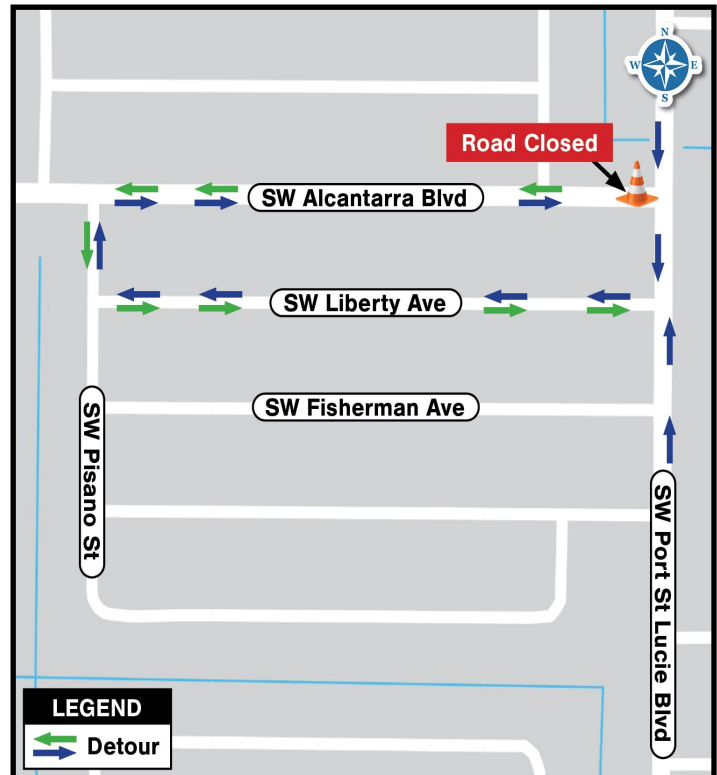 N
W E
S
Road Closed
SW Alcantarra Blvd
SW Liberty Ave
SW Fisherman Ave
SW Pisano St
SW Port St Lucie Blvd
LEGEND
Detour